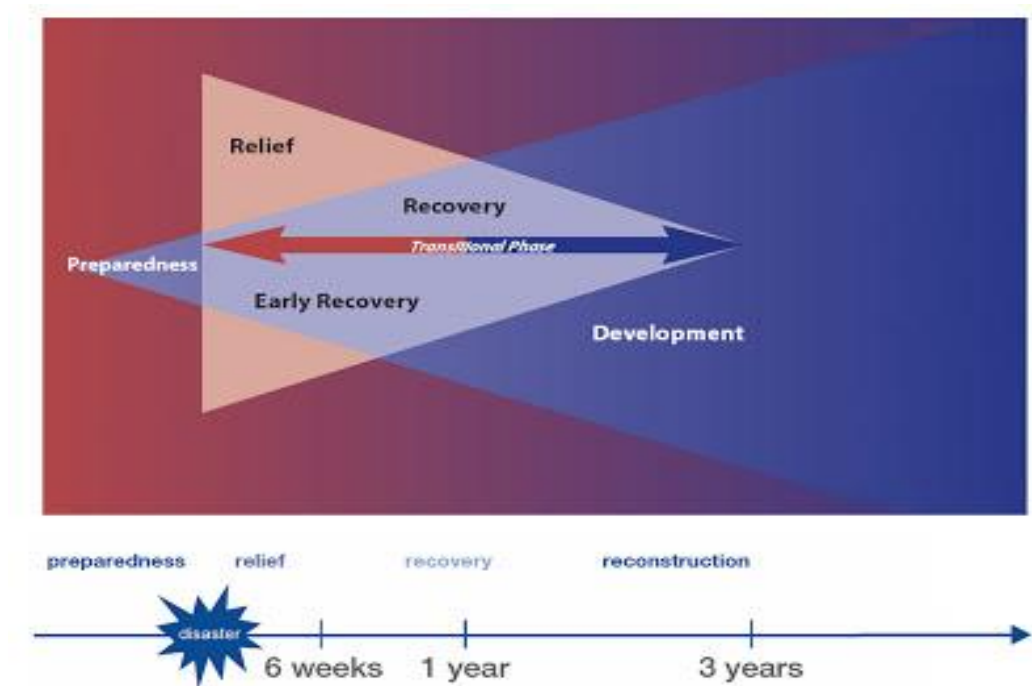 Relief
Recovery
Transitional Phase
Preparedness
Early Recovery
Development
preparedness relief recovery reconstruction
disaster
6 weeks 1 year 3 years